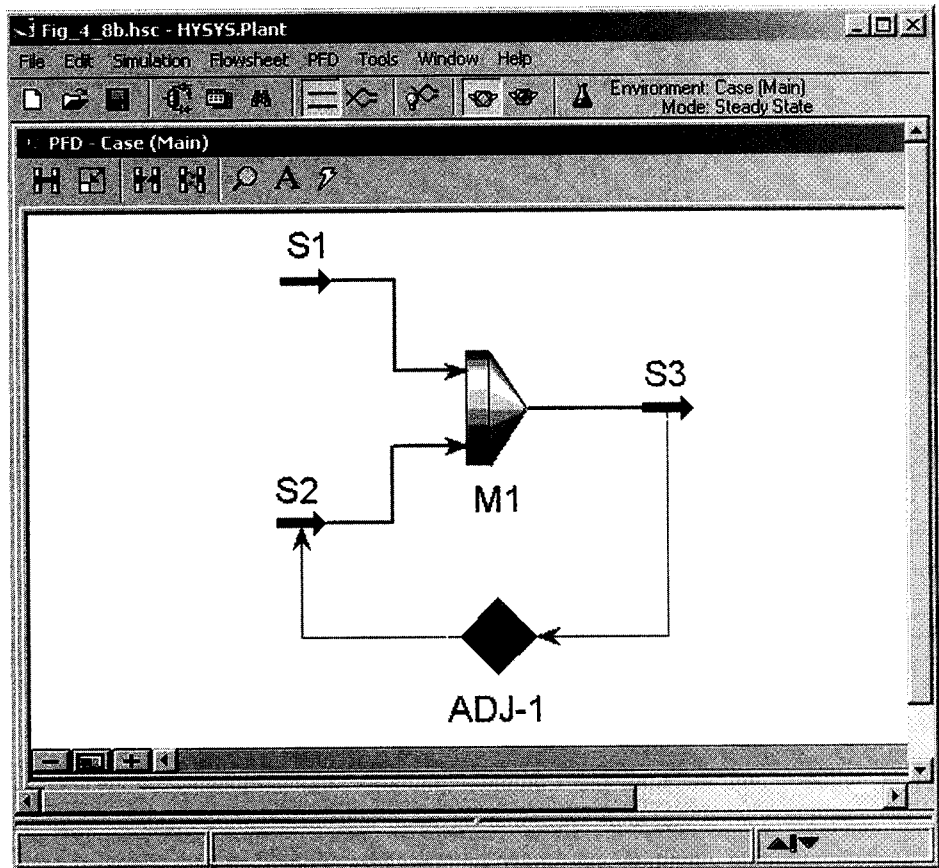 Fig_4_8b.hsc - HYSYS.Plant
File Edit Simulation Flowsheet PFD Tools Window Help
Environment: Case (Main)
Mode: Steady State
PFD - Case (Main)
A
S1
S3
S2
M1
ADJ-1